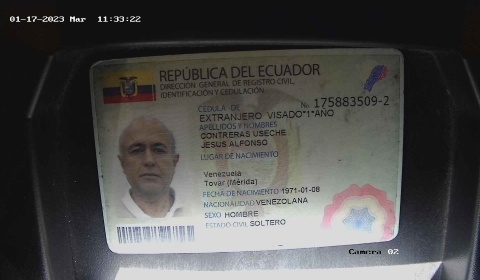 01-17-2023 Mar 11:33:22
REPÚBLICA DEL ECUADOR
DIRECCIÓN GENERAL DE REGISTRO CIVIL,
IDENTIFICACIÓN Y CEDULACIÓN
CÉDULA DE No. 175883509-2
EXTRANJERO VISADO*1*AÑO
APELLIDOS Y NOMBRES
CONTRERAS USECHE
JESUS ALFONSO
LUGAR DE NACIMIENTO
Venezuela
Tovar (Mérida)
FECHA DE NACIMIENTO 1971-01-08
NACIONALIDAD VENEZOLANA
SEXO HOMBRE
ESTADO CIVIL SOLTERO
Camera 02